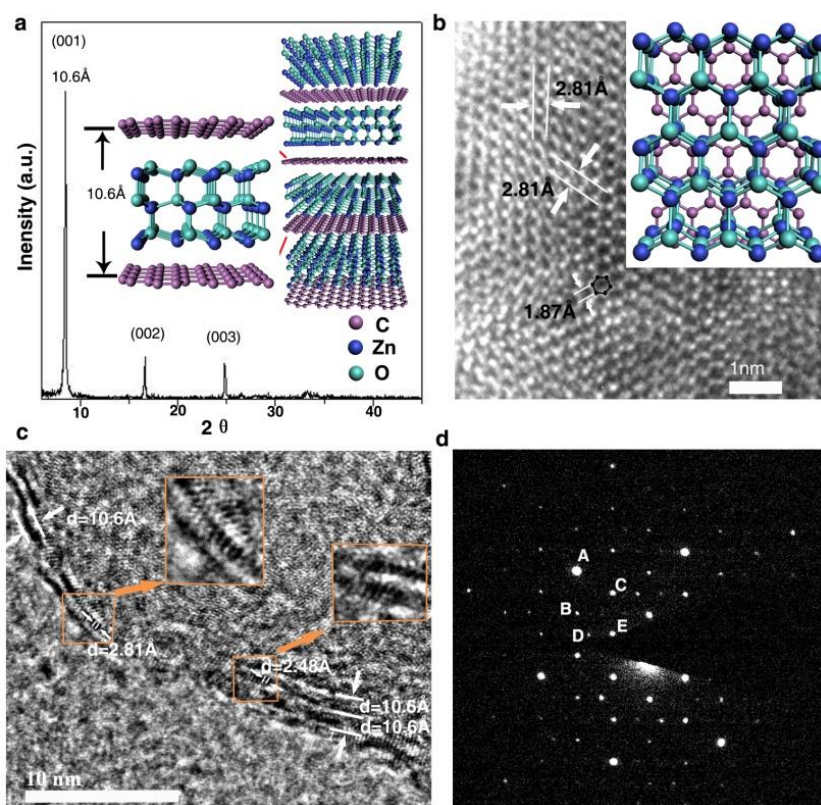 a
(001)
10.6Å
10.6Å
(002)
(003)
C
Zn
O
Inensity (a.u.)
10
20
30
40
2 θ
b
2.81Å
2.81Å
1.87Å
1nm
c
d=10.6Å
d=2.81Å
d=2.48Å
d=10.6Å
d=10.6Å
10 nm
d
A
C
B
E
D